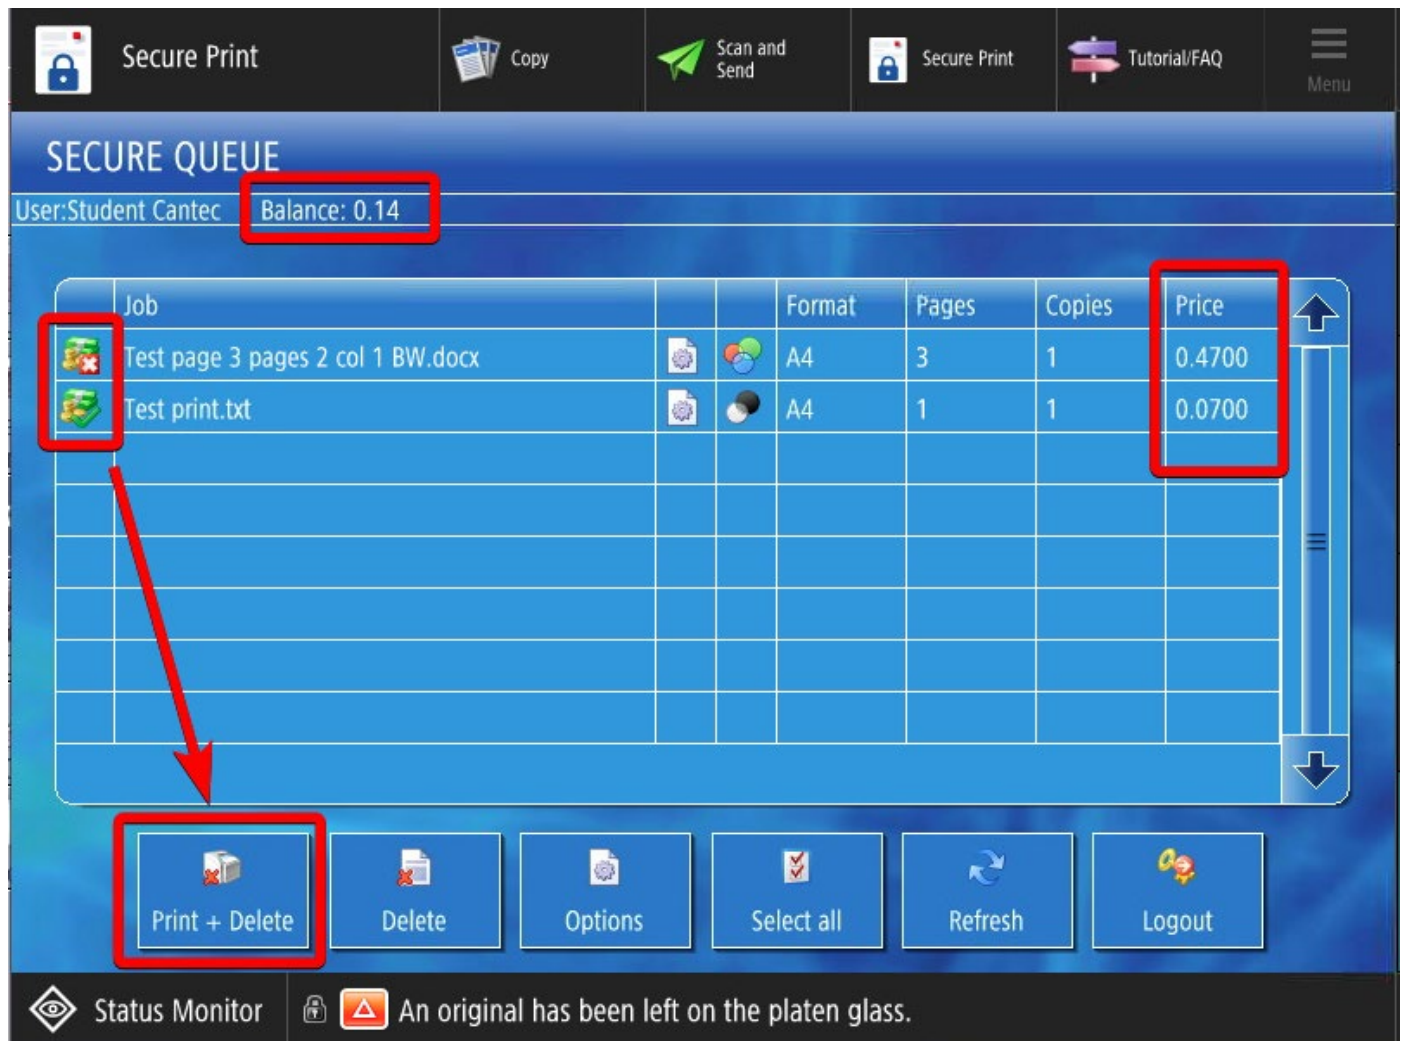 Secure Print
Copy
Scan and
Send
Secure Print
Tutorial/FAQ
Menu
SECURE QUEUE
User:Student Cantec Balance: 0.14
Job Format Pages Copies Price
Test page 3 pages 2 col 1 BW.docx A4 3 1 0.4700
Test print.txt A4 1 1 0.0700
Print + Delete Delete Options Select all Refresh Logout
Status Monitor An original has been left on the platen glass.